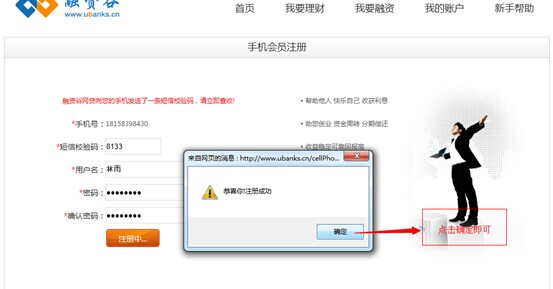 融资谷
www.ubanks.cn
首页 我要理财 我要融资 我的账户 新手帮助
手机会员注册
融资谷网贷向您的手机发送了一条短信校验码，请立即查收!
• 帮助他人 快乐自己 收获利息
*手机号：18158398430
• 助您创业 资金周转 分期偿还
*短信校验码：8133
• 收益稳定可靠回报高
*用户名：林雨
来自网页的消息：http://www.ubanks.cn/cellPho...
*密码：●●●●●●●●
恭喜你!注册成功
*确认密码：●●●●●●●●
确定
点击确定即可
注册中...